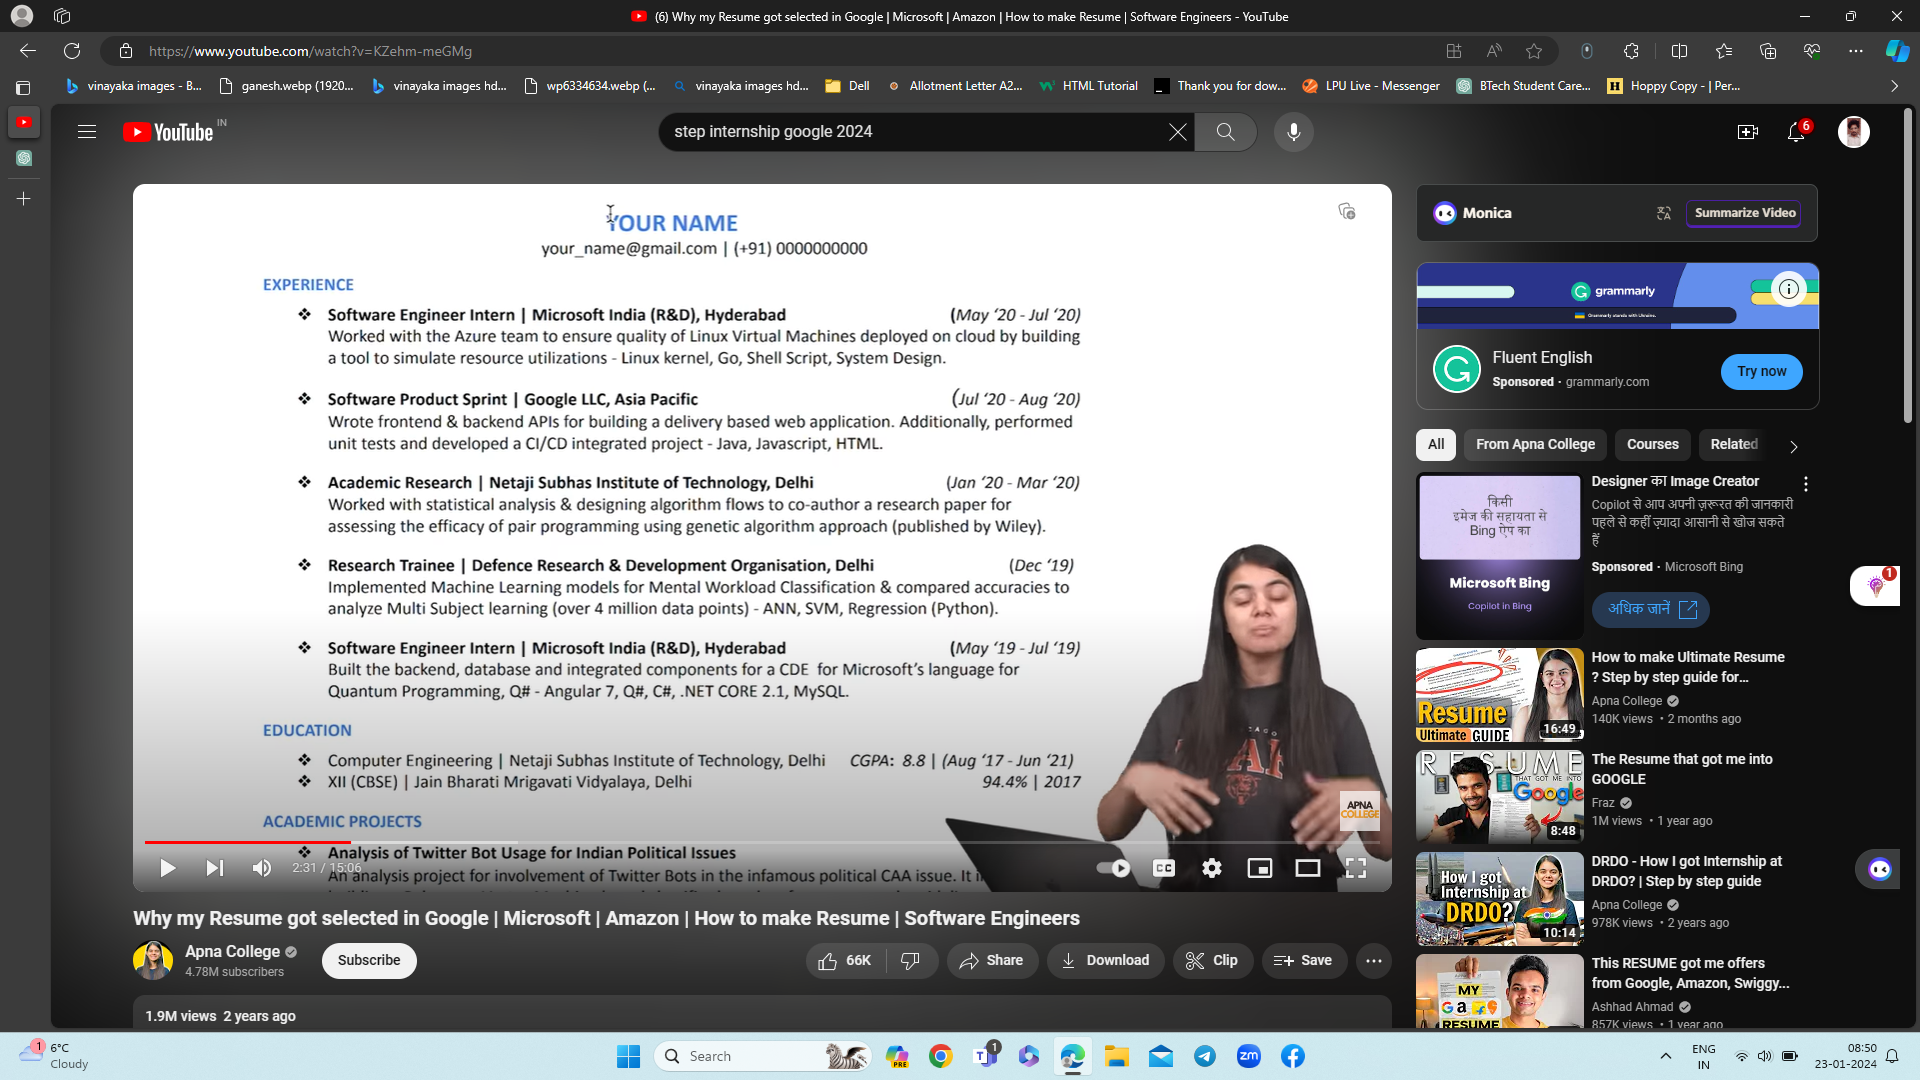 (6) Why my Resume got selected in Google | Microsoft | Amazon | How to make Resume | Software Engineers - YouTube
https://www.youtube.com/watch?v=KZehm-meGMg
vinayaka images - B...
ganesh.webp (1920...
vinayaka images hd...
wp6334634.webp (...
vinayaka images hd...
Dell
Allotment Letter A2...
HTML Tutorial
Thank you for dow...
LPU Live - Messenger
BTech Student Care...
Hoppy Copy - | Per...
YouTube IN
step internship google 2024
6
YOUR NAME
your_name@gmail.com | (+91) 0000000000
EXPERIENCE
❖ Software Engineer Intern | Microsoft India (R&D), Hyderabad (May ‘20 - Jul ‘20)
Worked with the Azure team to ensure quality of Linux Virtual Machines deployed on cloud by building
a tool to simulate resource utilizations - Linux kernel, Go, Shell Script, System Design.
❖ Software Product Sprint | Google LLC, Asia Pacific (Jul ‘20 - Aug ‘20)
Wrote frontend & backend APIs for building a delivery based web application. Additionally, performed
unit tests and developed a CI/CD integrated project - Java, Javascript, HTML.
❖ Academic Research | Netaji Subhas Institute of Technology, Delhi (Jan ‘20 - Mar ‘20)
Worked with statistical analysis & designing algorithm flows to co-author a research paper for
assessing the efficacy of pair programming using genetic algorithm approach (published by Wiley).
❖ Research Trainee | Defence Research & Development Organisation, Delhi (Dec ‘19)
Implemented Machine Learning models for Mental Workload Classification & compared accuracies to
analyze Multi Subject learning (over 4 million data points) - ANN, SVM, Regression (Python).
❖ Software Engineer Intern | Microsoft India (R&D), Hyderabad (May ‘19 - Jul ‘19)
Built the backend, database and integrated components for a CDE for Microsoft’s language for
Quantum Programming, Q# - Angular 7, Q#, C#, .NET CORE 2.1, MySQL.
EDUCATION
❖ Computer Engineering | Netaji Subhas Institute of Technology, Delhi CGPA: 8.8 | (Aug ‘17 - Jun ‘21)
❖ XII (CBSE) | Jain Bharati Mrigavati Vidyalaya, Delhi 94.4% | 2017
ACADEMIC PROJECTS
❖ Analysis of Twitter Bot Usage for Indian Political Issues
An analysis project for involvement of Twitter Bots in the infamous political CAA issue. It
APNA
COLLEGE
2:31 / 15:06
CC
Why my Resume got selected in Google | Microsoft | Amazon | How to make Resume | Software Engineers
Apna College
4.78M subscribers
Subscribe
66K
Share
Download
Clip
Save
1.9M views 2 years ago
Monica
Summarize Video
grammarly
Grammarly stands with Ukraine.
Fluent English
Sponsored · grammarly.com
Try now
All
From Apna College
Courses
Related
किसी
इमेज की सहायता से
Bing ऐप का
Microsoft Bing
Copilot in Bing
Designer का Image Creator
Copilot से आप अपनी ज़रूरत की जानकारी
पहले से कहीं ज़्यादा आसानी से खोज सकते
हैं
Sponsored · Microsoft Bing
अधिक जानें
1
Resume
Ultimate GUIDE
16:49
How to make Ultimate Resume
? Step by step guide for...
Apna College
140K views • 2 months ago
RESUME
THAT GOT ME INTO
Google
8:48
The Resume that got me into
GOOGLE
Fraz
1M views • 1 year ago
How I got
Internship at
DRDO?
10:14
DRDO - How I got Internship at
DRDO? | Step by step guide
Apna College
978K views • 2 years ago
MY
G a
RESUME
This RESUME got me offers
from Google, Amazon, Swiggy...
Ashhad Ahmad
857K views • 1 year ago
1
6°C
Cloudy
Search
PRE
1
zm
ENG
IN
08:50
23-01-2024